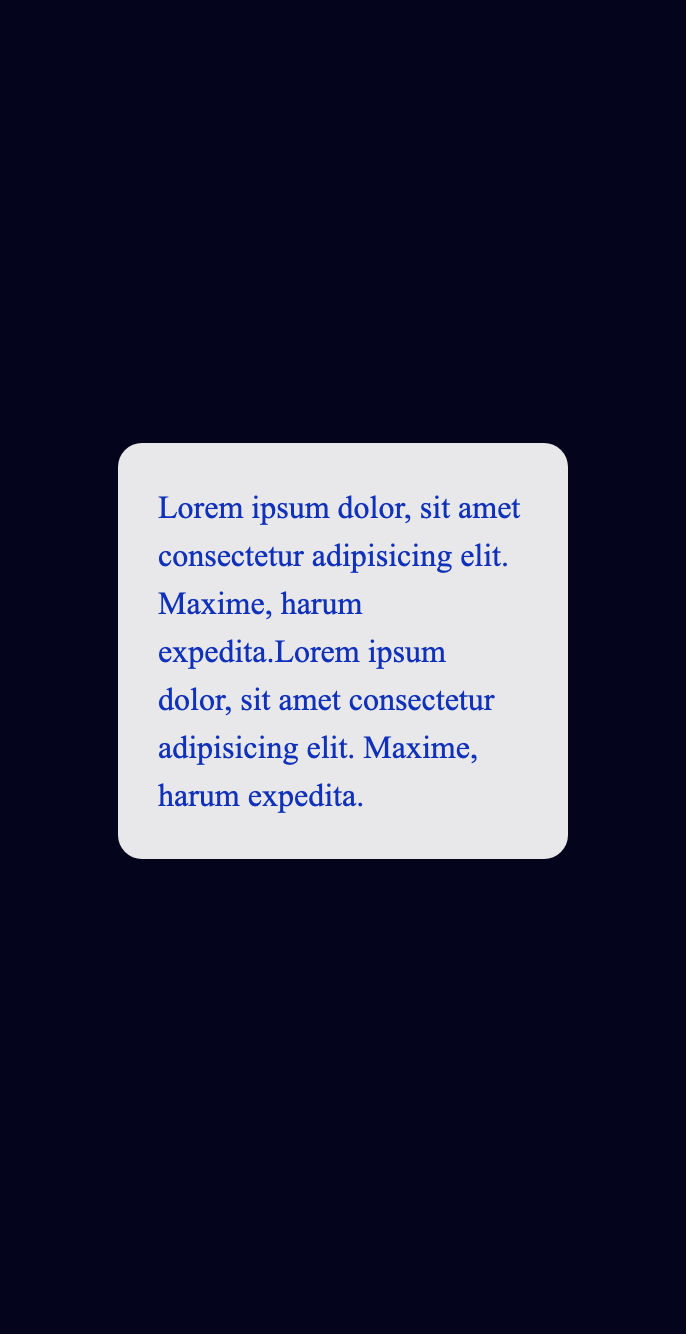 Lorem ipsum dolor, sit amet
consectetur adipisicing elit.
Maxime, harum
expedita.Lorem ipsum
dolor, sit amet consectetur
adipisicing elit. Maxime,
harum expedita.